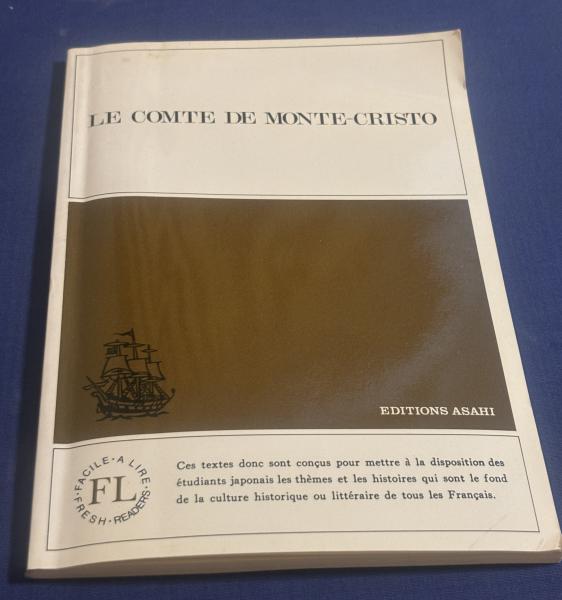 LE COMTE DE MONTE-CRISTO
EDITIONS ASAHI
FACILE·A LIRE·
FL
·FRESH·READERS·
Ces textes donc sont conçus pour mettre à la disposition des
étudiants japonais les thèmes et les histoires qui sont le fond
de la culture historique ou littéraire de tous les Français.